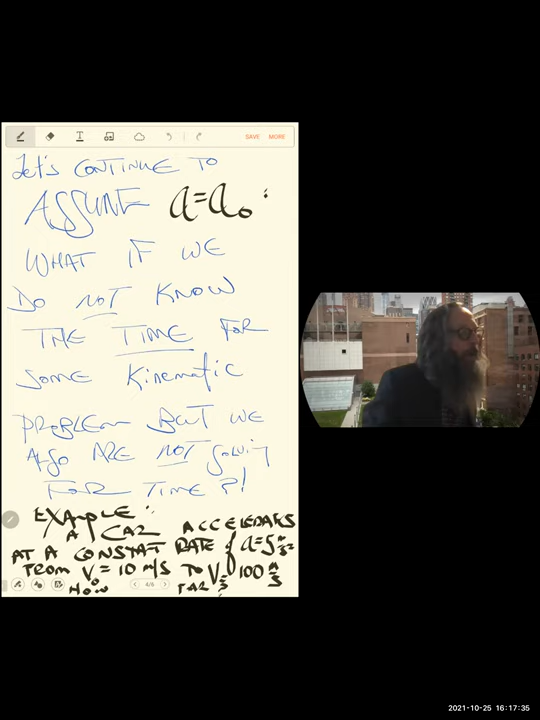 SAVE MORE
Let's CONTINUE TO
ASSUME a=a₀ :
WHAT IF WE
DO NOT KNOW
THE TIME FOR
SOME Kinematic
PROBLEM BUT WE
ALSO ARE NOT Solving
FOR TIME ?!
EXAMPLE :
A CAR ACCELERATES
AT A CONSTAT RATE of a=5 m/s²
FROM V₀ = 10 M/S TO V = 100 m/s
HOW FAR ?
4/6
2021-10-25 16:17:35